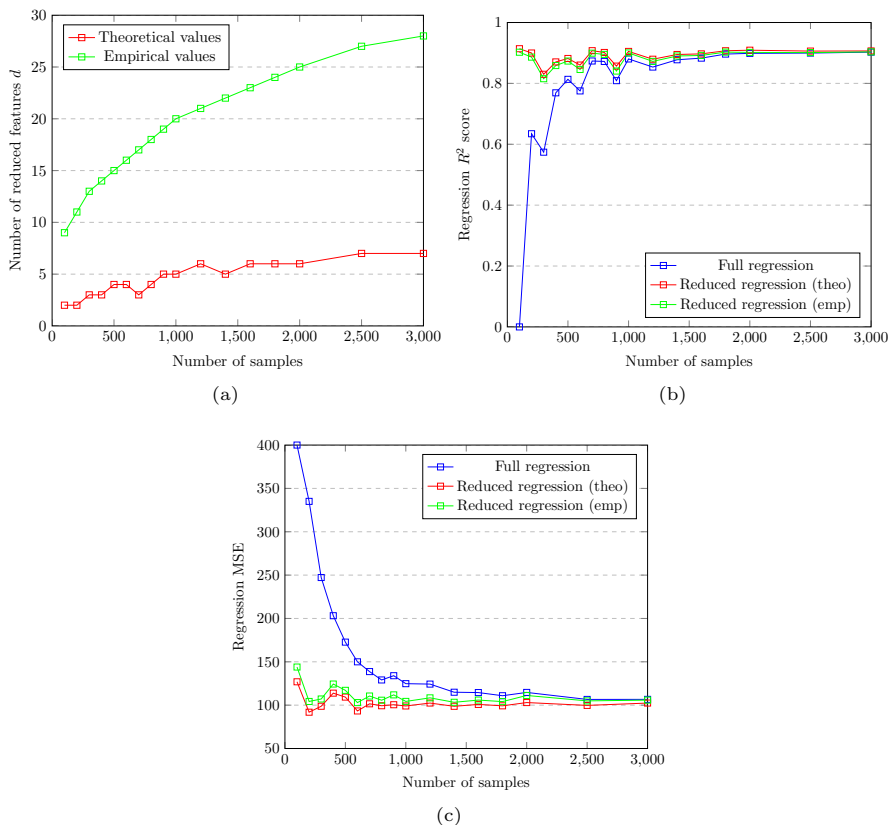 30
25
20
15
10
5
0
Number of reduced features d
Theoretical values
Empirical values
0 500 1,000 1,500 2,000 2,500 3,000
Number of samples
(a)
1
0.8
0.6
0.4
0.2
0
Regression R² score
Full regression
Reduced regression (theo)
Reduced regression (emp)
0 500 1,000 1,500 2,000 2,500 3,000
Number of samples
(b)
400
350
300
250
200
150
100
50
Regression MSE
Full regression
Reduced regression (theo)
Reduced regression (emp)
0 500 1,000 1,500 2,000 2,500 3,000
Number of samples
(c)